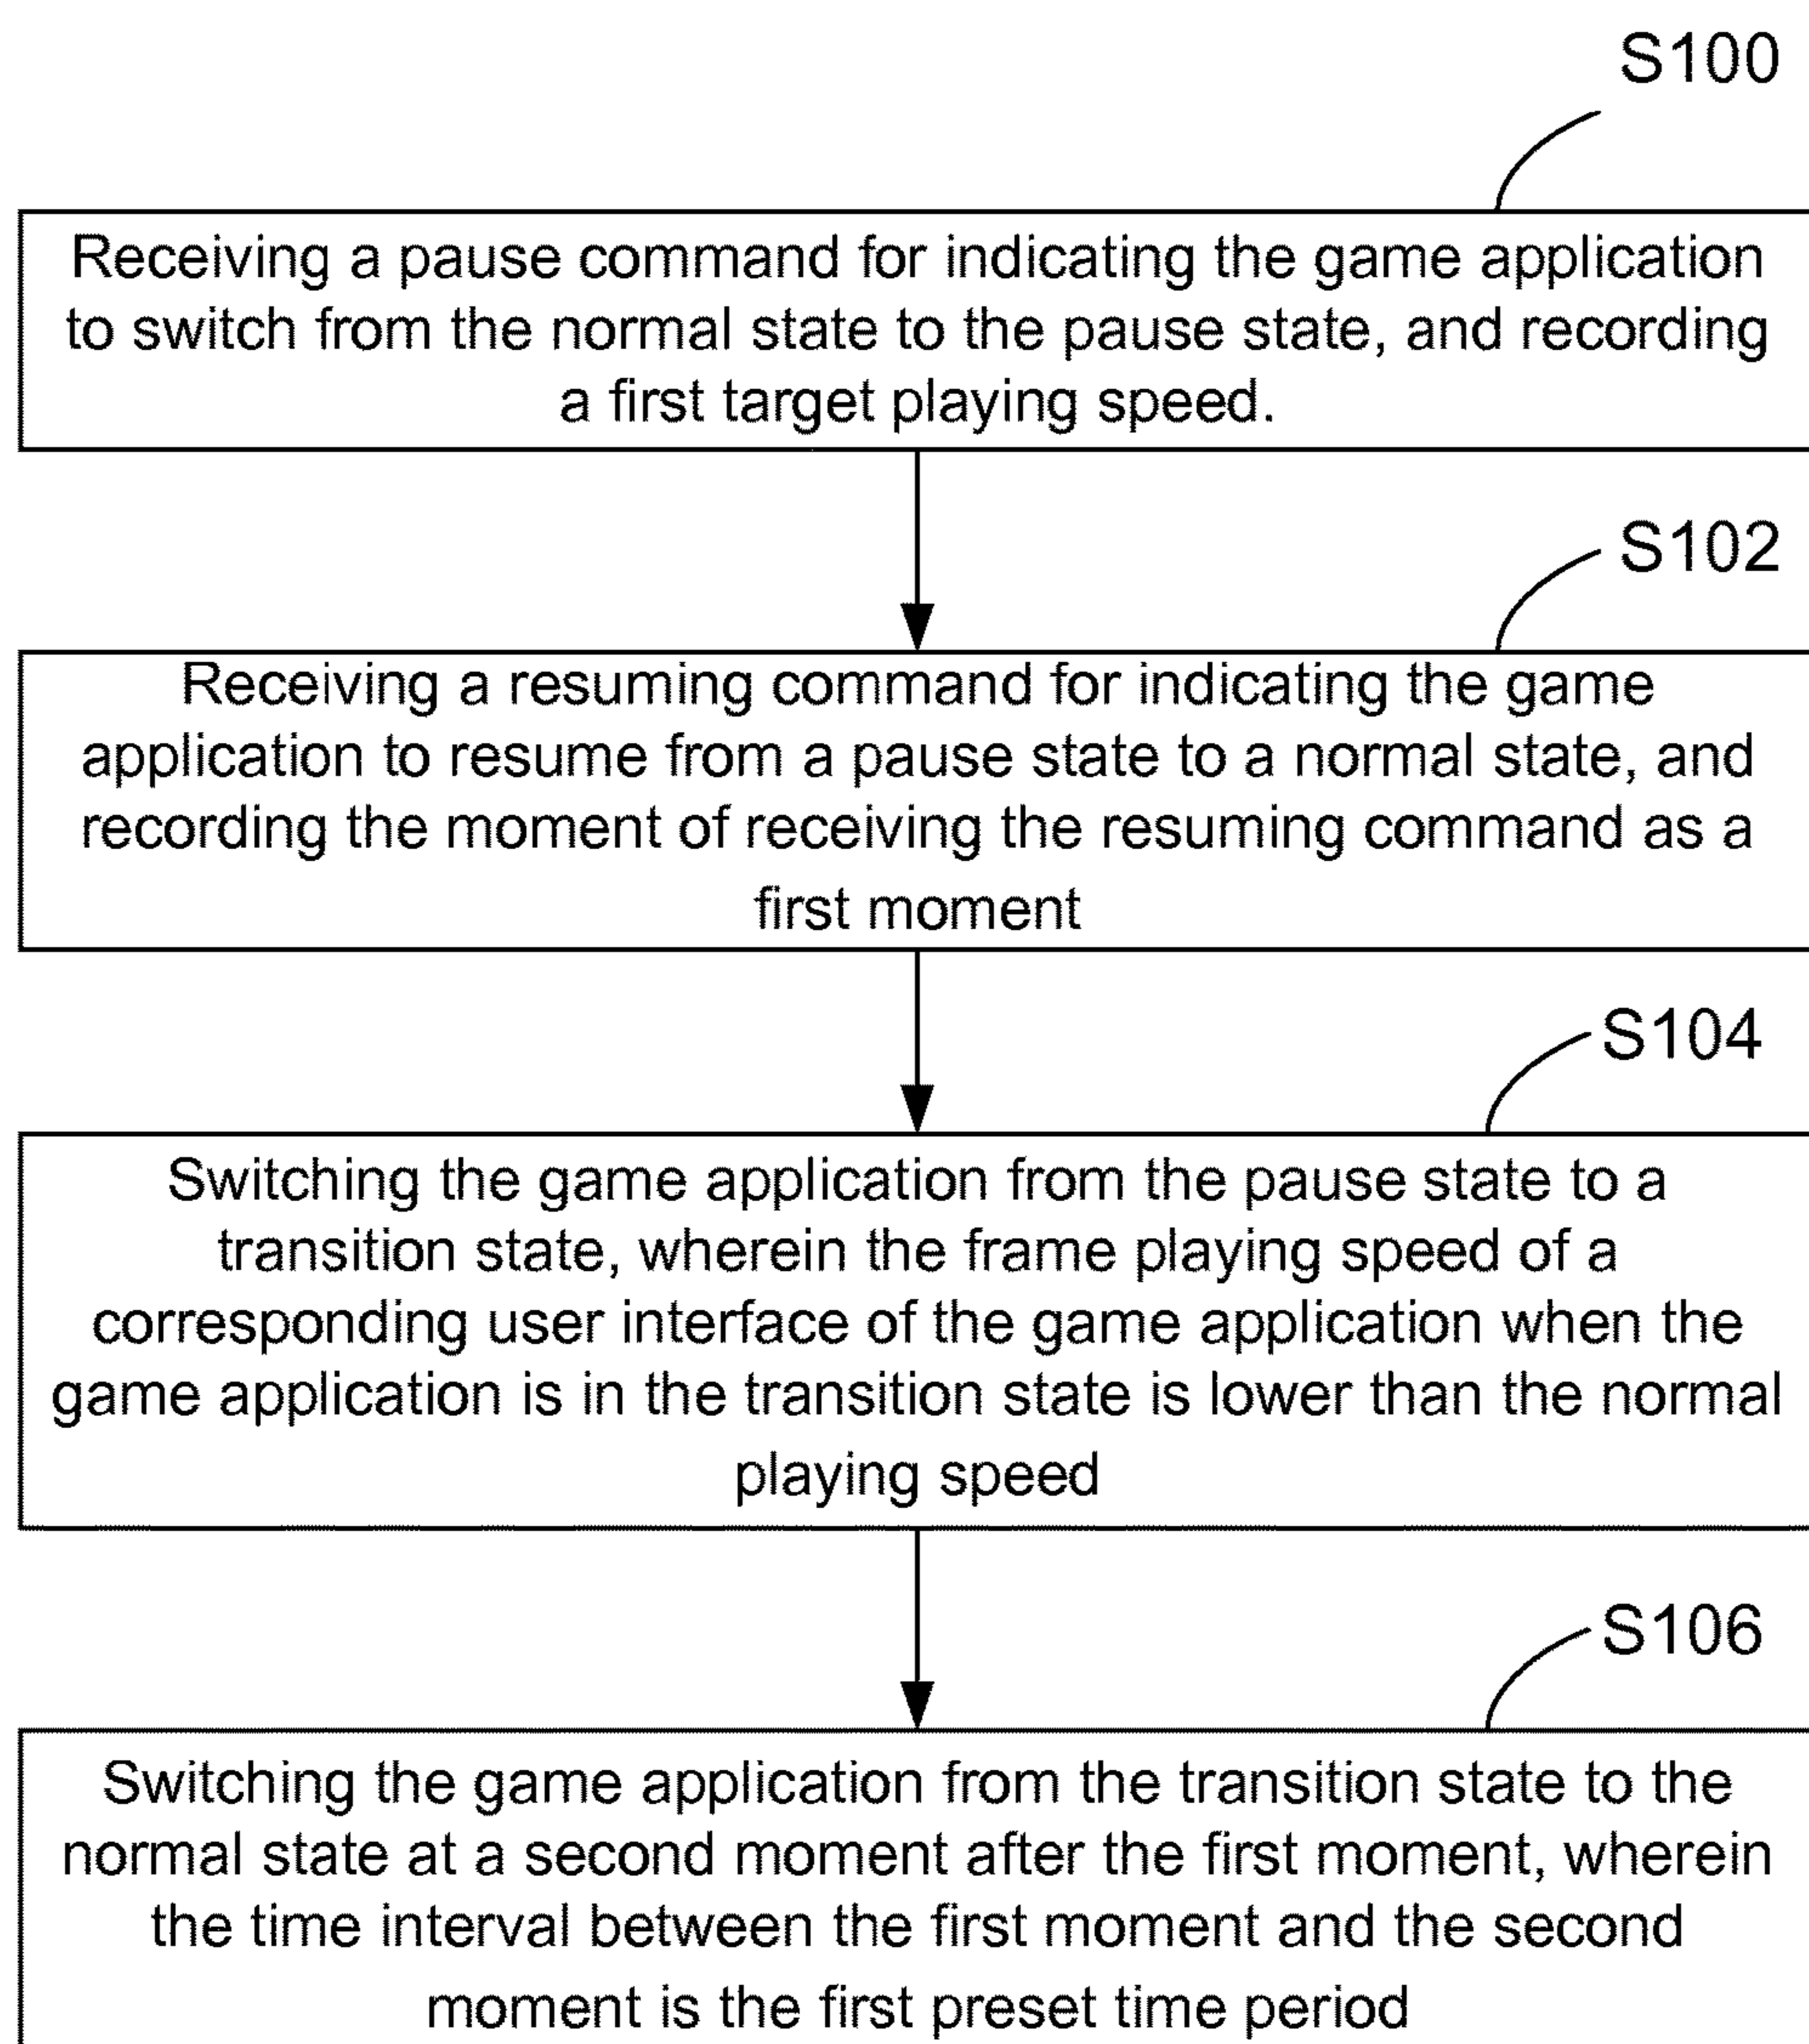 S100
Receiving a pause command for indicating the game application
to switch from the normal state to the pause state, and recording
a first target playing speed.
S102
Receiving a resuming command for indicating the game
application to resume from a pause state to a normal state, and
recording the moment of receiving the resuming command as a
first moment
S104
Switching the game application from the pause state to a
transition state, wherein the frame playing speed of a
corresponding user interface of the game application when the
game application is in the transition state is lower than the normal
playing speed
S106
Switching the game application from the transition state to the
normal state at a second moment after the first moment, wherein
the time interval between the first moment and the second
moment is the first preset time period